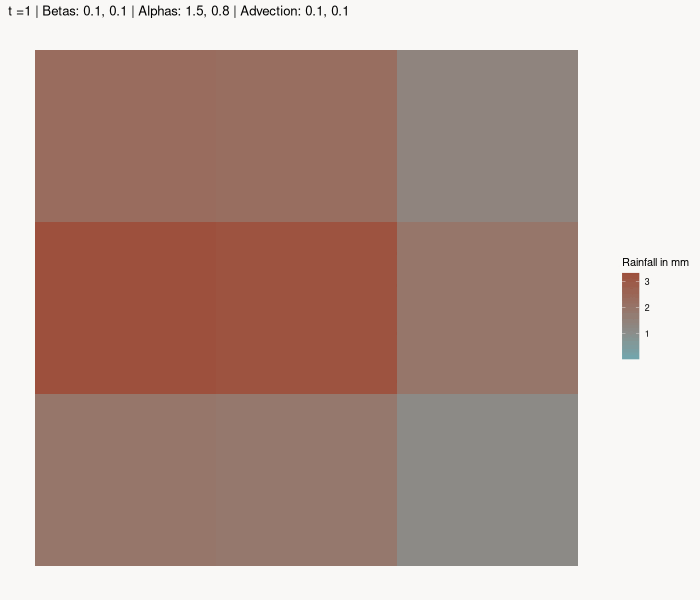 t =1 | Betas: 0.1, 0.1 | Alphas: 1.5, 0.8 | Advection: 0.1, 0.1
Rainfall in mm
3
2
1